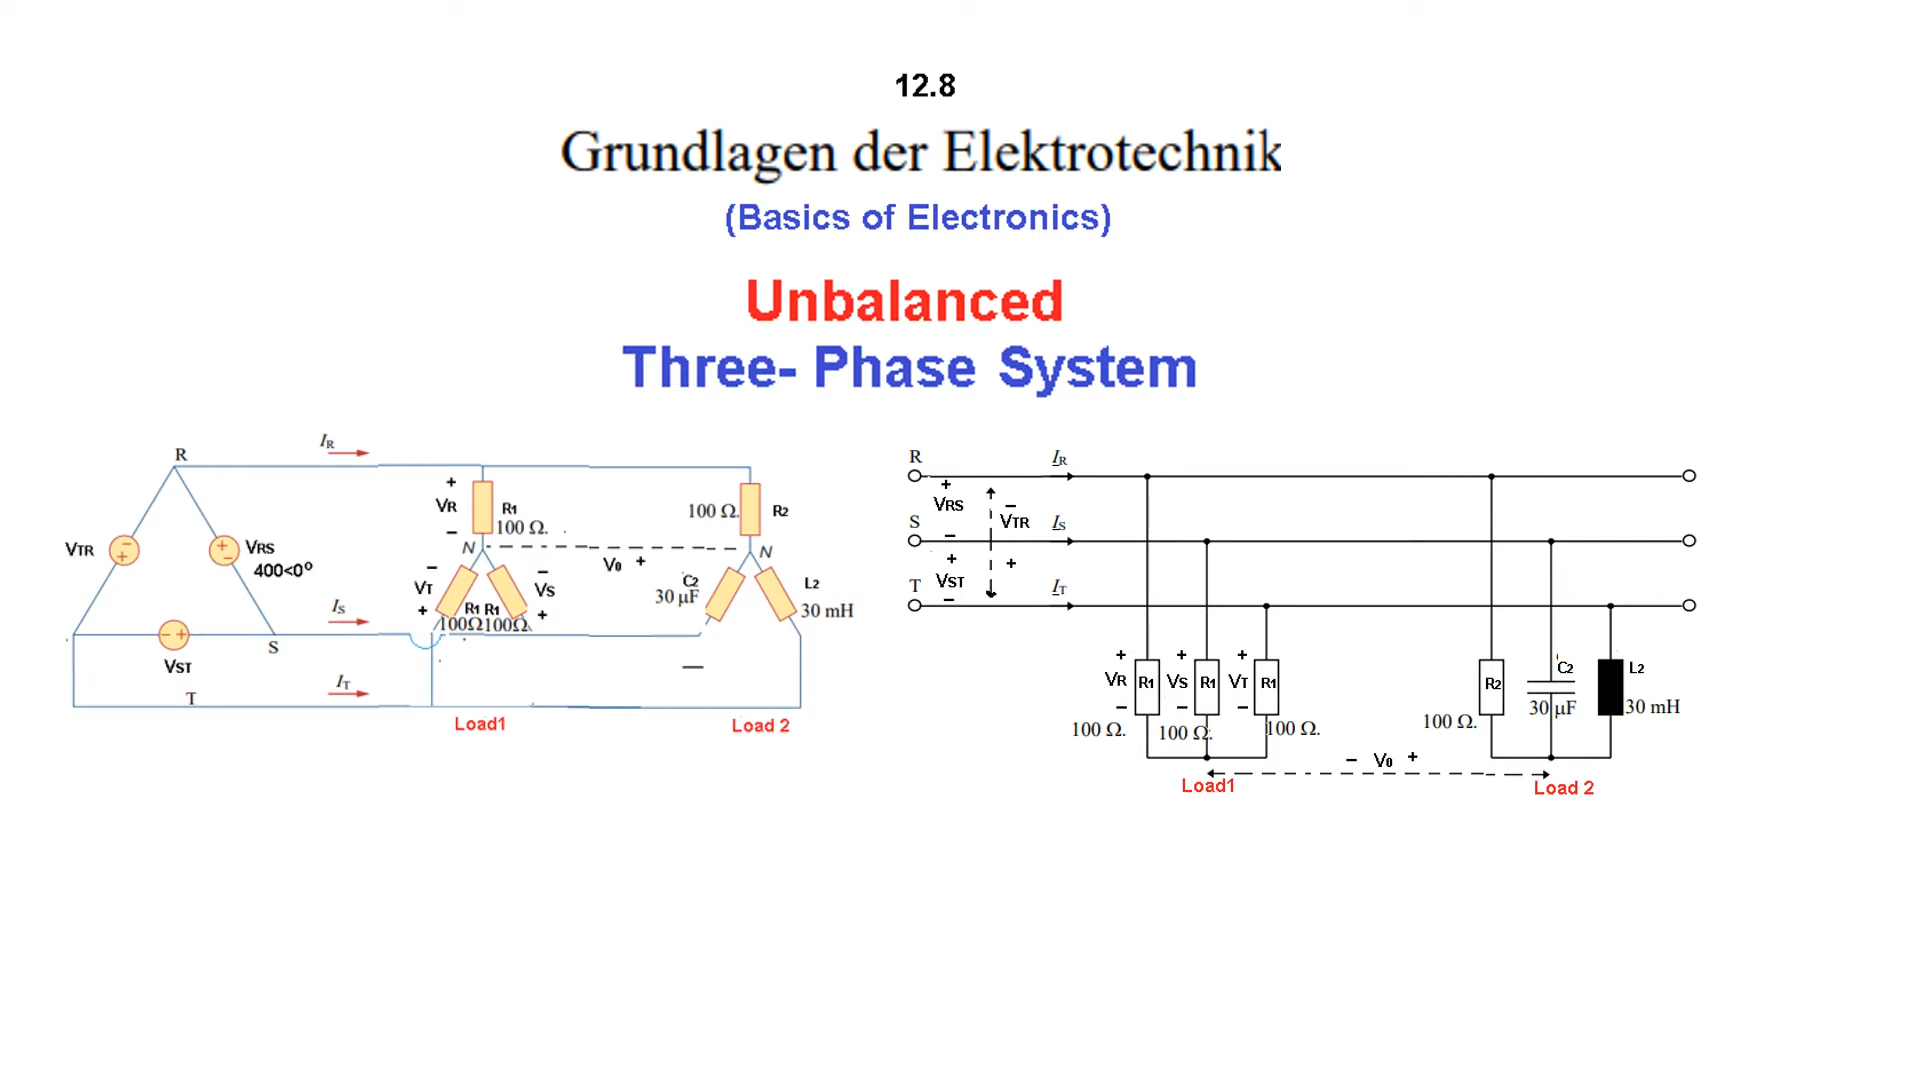 12.8
Grundlagen der Elektrotechnik
(Basics of Electronics)
Unbalanced
Three- Phase System
R
IR
+
VR
−
R1
100 Ω.
100 Ω.
R2
VTR
− +
+ −
VRS
400<0º
N
N
V0 +
−
VT
+
−
VS
+
C2
30 µF
L2
30 mH
R1 R1
100Ω 100Ω
IS
− +
VST
S
T
IT
Load1
Load 2
R
IR
+
VRS
−
−
VTR
+
S
IS
+
VST
−
T
IT
+
VR
−
R1
100 Ω.
+
VS
−
R1
100 Ω.
+
VT
−
R1
100 Ω.
R2
100 Ω.
C2
30 µF
L2
30 mH
− V0 +
Load1
Load 2